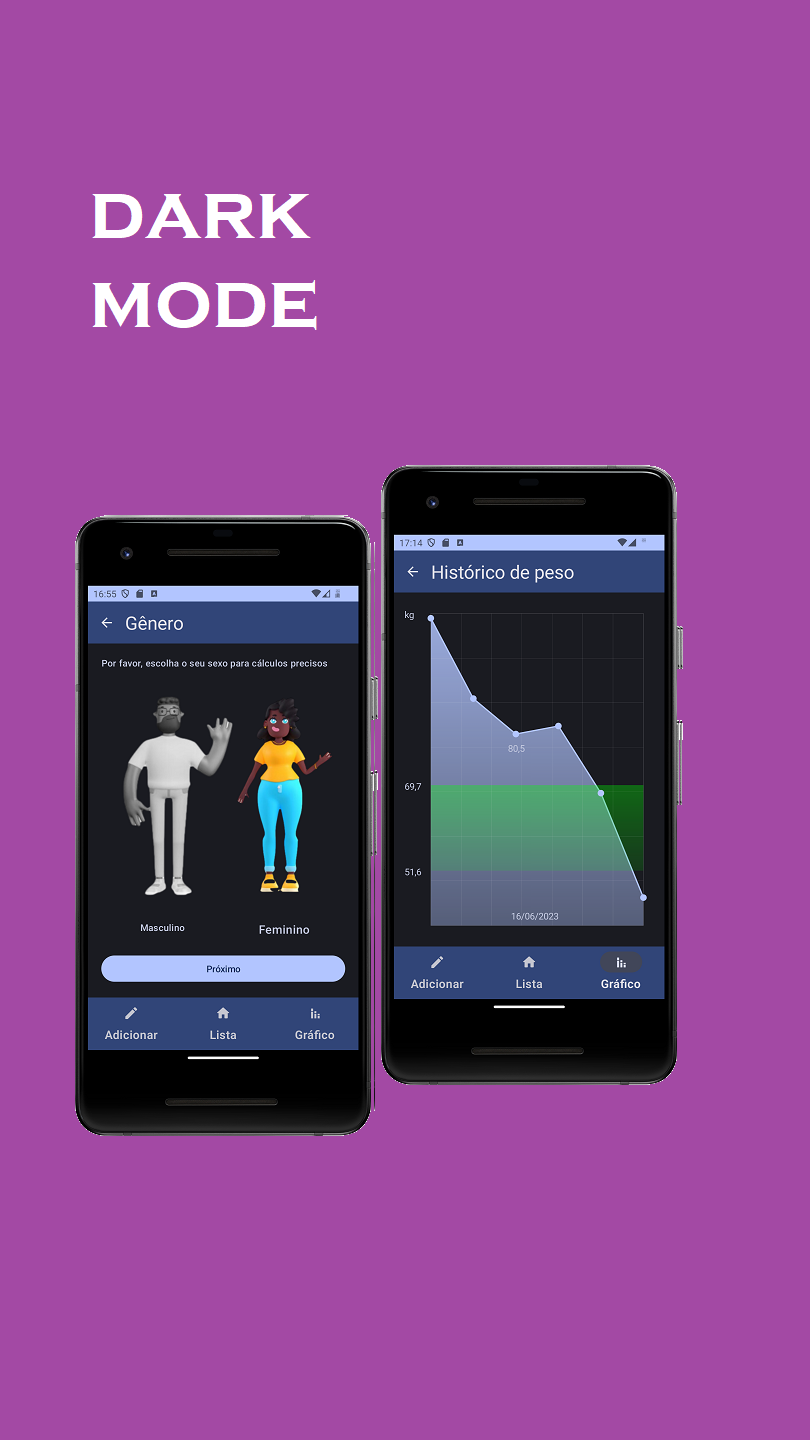 DARK
MODE
16:55
Gênero
Por favor, escolha o seu sexo para cálculos precisos
Masculino
Feminino
Próximo
Adicionar
Lista
Gráfico
17:14
Histórico de peso
kg
80,5
69,7
51,6
16/06/2023
Adicionar
Lista
Gráfico